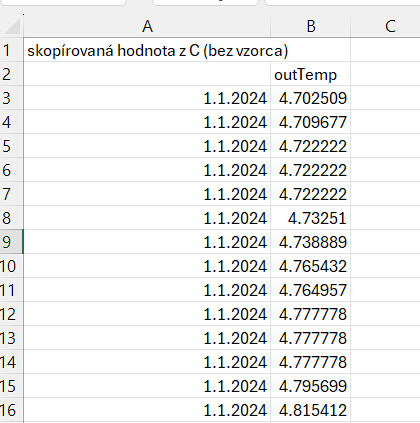 A B C
1 skopírovaná hodnota z C (bez vzorca)
2 outTemp
3 1.1.2024 4.702509
4 1.1.2024 4.709677
5 1.1.2024 4.722222
6 1.1.2024 4.722222
7 1.1.2024 4.722222
8 1.1.2024 4.73251
9 1.1.2024 4.738889
10 1.1.2024 4.765432
11 1.1.2024 4.764957
12 1.1.2024 4.777778
13 1.1.2024 4.777778
14 1.1.2024 4.777778
15 1.1.2024 4.795699
16 1.1.2024 4.815412